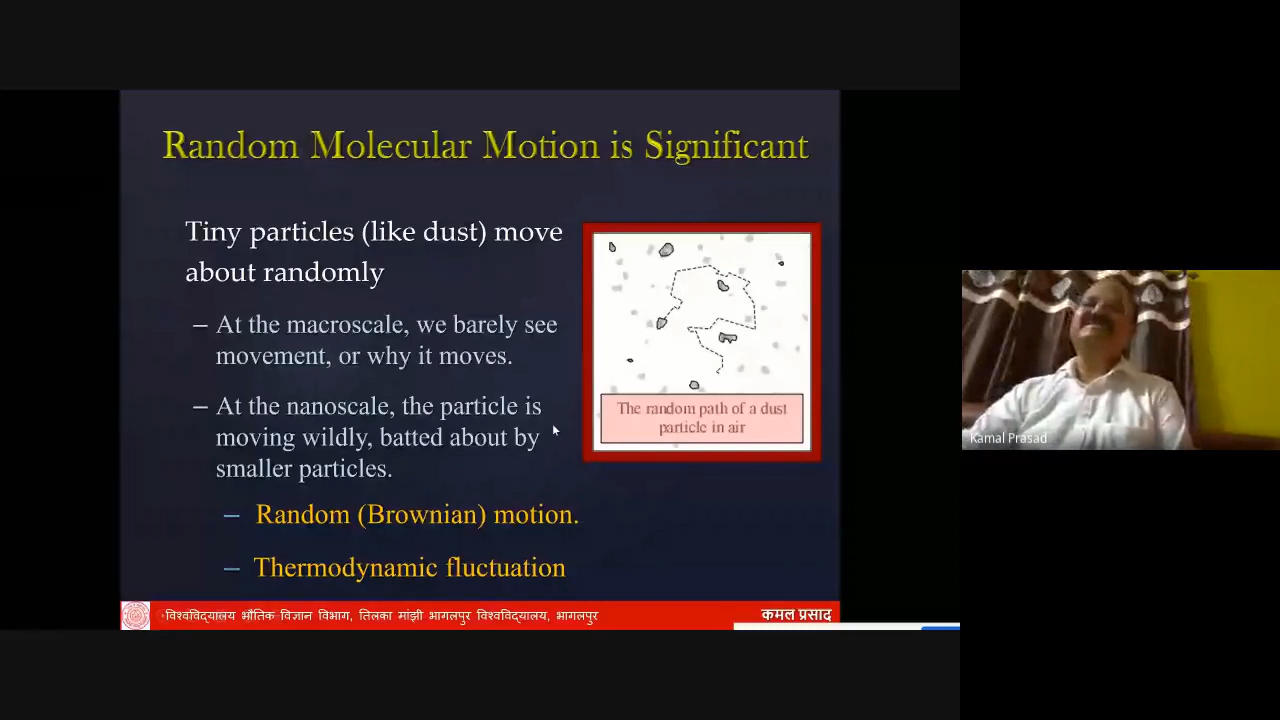 Random Molecular Motion is Significant
Tiny particles (like dust) move
about randomly
– At the macroscale, we barely see
movement, or why it moves.
– At the nanoscale, the particle is
moving wildly, batted about by
smaller particles.
– Random (Brownian) motion.
– Thermodynamic fluctuation
The random path of a dust
particle in air
विश्वविद्यालय भौतिक विज्ञान विभाग, तिलका मांझी भागलपुर विश्वविद्यालय, भागलपुर
कमल प्रसाद
Kamal Prasad